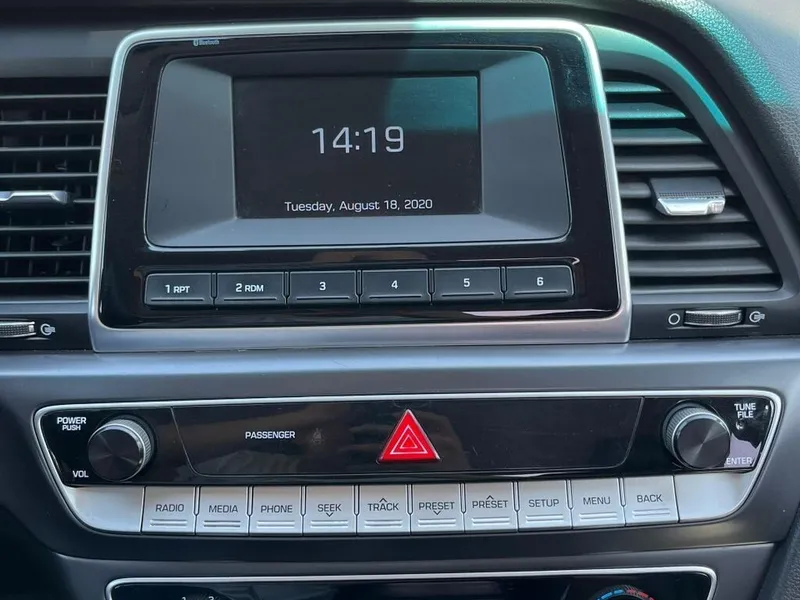 Bluetooth
14:19
Tuesday, August 18, 2020
1 RPT
2 RDM
3
4
5
6
POWER
PUSH
VOL
PASSENGER
TUNE
FILE
ENTER
RADIO
MEDIA
PHONE
SEEK
TRACK
PRESET
PRESET
SETUP
MENU
BACK